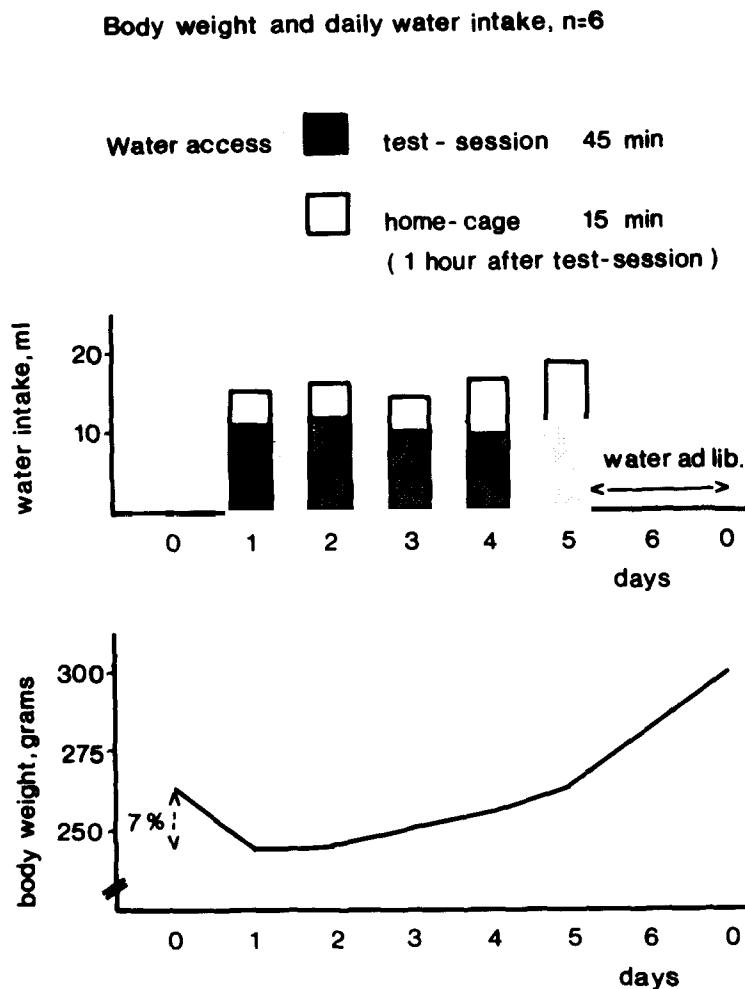 Body weight and daily water intake, n=6
Water access
test - session 45 min
home-cage 15 min
( 1 hour after test-session )
water intake, ml
20
10
water ad lib.
0 1 2 3 4 5 6 0
days
body weight, grams
300
275
250
7 %
0 1 2 3 4 5 6 0
days